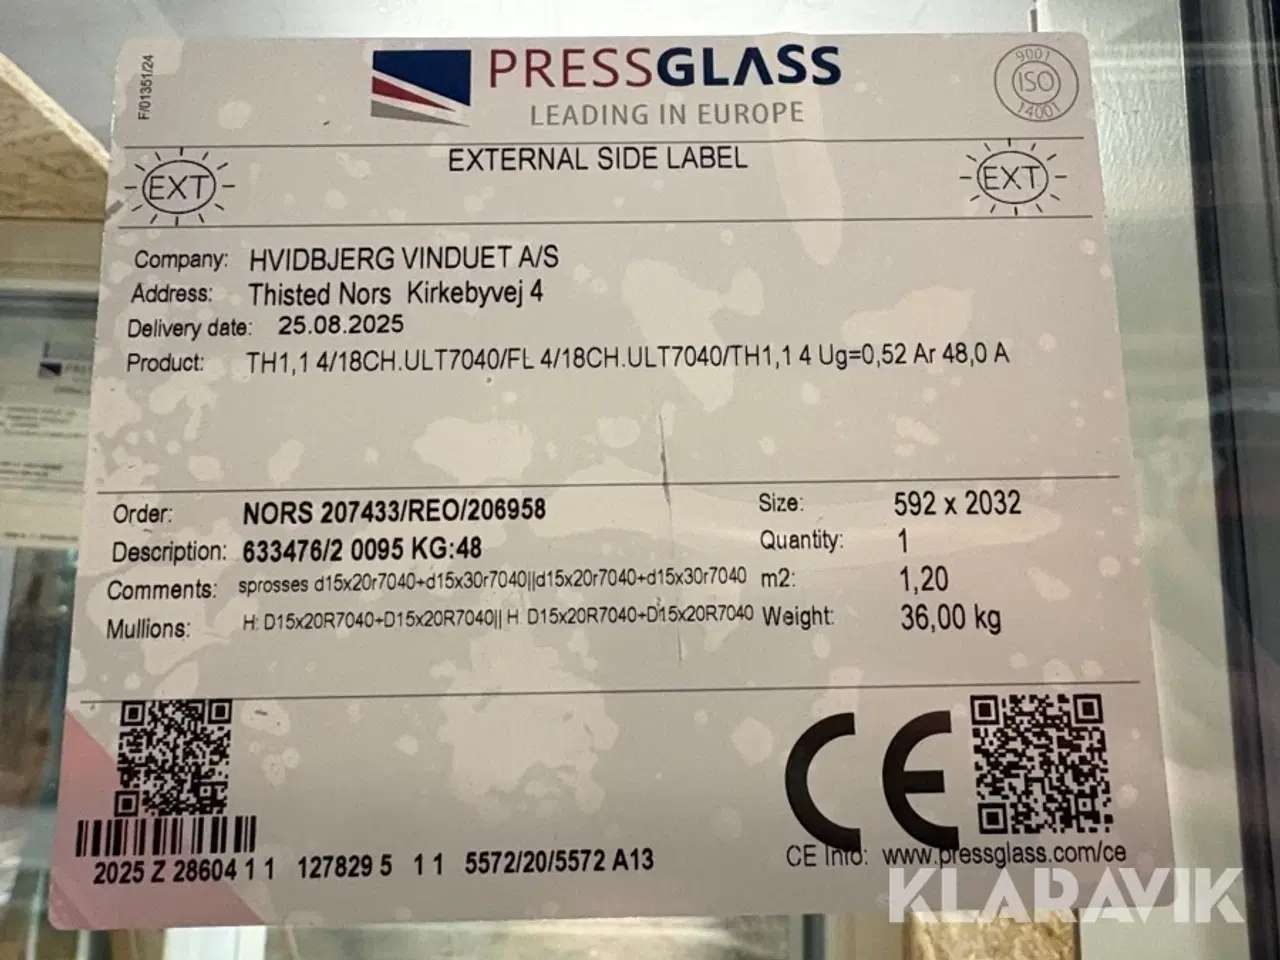 F/01351/24
PRESSGLASS
LEADING IN EUROPE
9001
ISO
14001
EXT
EXTERNAL SIDE LABEL
EXT
Company: HVIDBJERG VINDUET A/S
Address: Thisted Nors Kirkebyvej 4
Delivery date: 25.08.2025
Product: TH1,1 4/18CH.ULT7040/FL 4/18CH.ULT7040/TH1,1 4 Ug=0,52 Ar 48,0 A
Order: NORS 207433/REO/206958 Size: 592 x 2032
Description: 633476/2 0095 KG:48 Quantity: 1
Comments: sprosses d15x20r7040+d15x30r7040||d15x20r7040+d15x30r7040 m2: 1,20
Mullions: H: D15x20R7040+D15x20R7040|| H: D15x20R7040+D15x20R7040 Weight: 36,00 kg
CE
2025 Z 28604 1 1 127829 5 1 1 5572/20/5572 A13
CE Info: www.pressglass.com/ce
KLARAVIK